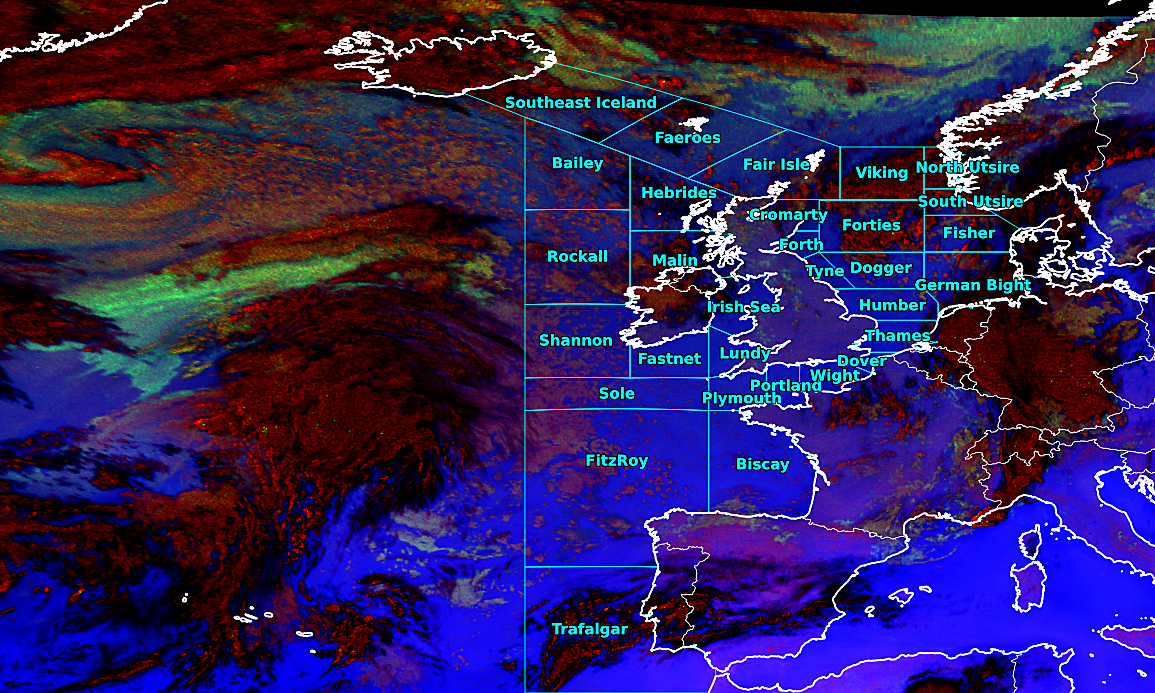 Southeast Iceland
Faeroes
Bailey
Fair Isle
Viking
North Utsire
Hebrides
South Utsire
Cromarty
Forties
Fisher
Forth
Rockall
Malin
Tyne
Dogger
German Bight
Irish Sea
Humber
Shannon
Thames
Fastnet
Lundy
Dover
Wight
Portland
Sole
Plymouth
FitzRoy
Biscay
Trafalgar